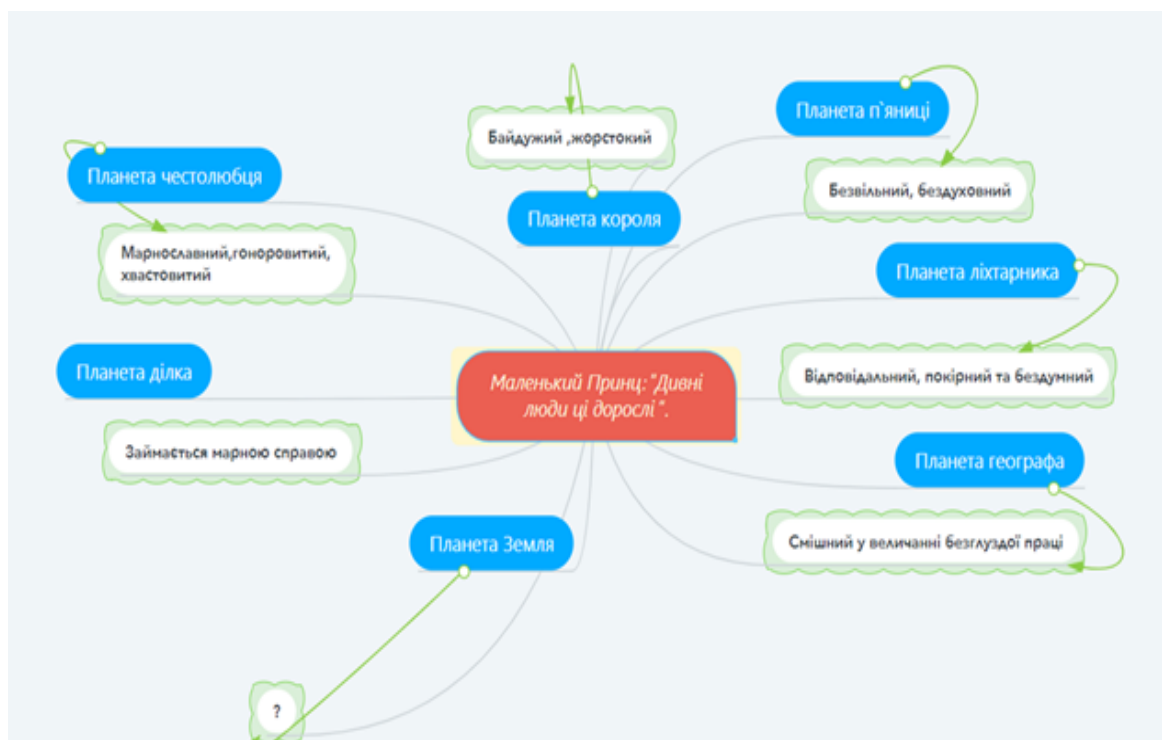 Байдужий ,жорстокий
Планета короля
Планета п`яниці
Безвільний, бездуховний
Планета честолюбця
Марнославний,гоноровитий,
хвастовитий
Планета ліхтарника
Відповідальний, покірний та бездумний
Планета ділка
Займається марною справою
Маленький Принц:"Дивні
люди ці дорослі ".
Планета географа
Смішний у величанні безглуздої праці
Планета Земля
?